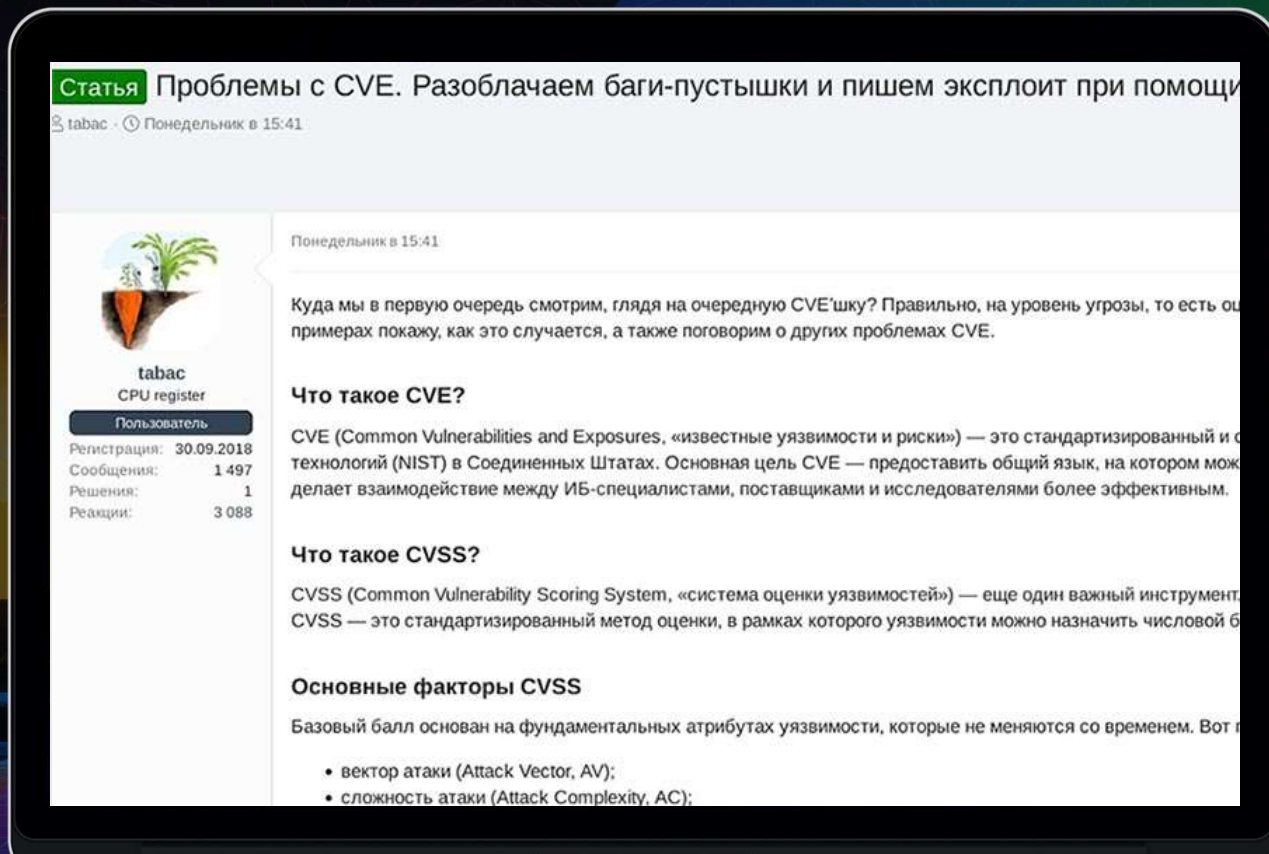 Статья Проблемы с CVE. Разоблачаем баги-пустышки и пишем эксплоит при помощи
tabac · Понедельник в 15:41
Понедельник в 15:41
Куда мы в первую очередь смотрим, глядя на очередную CVE'шку? Правильно, на уровень угрозы, то есть
примерах покажу, как это случается, а также поговорим о других проблемах CVE.
tabac
CPU register
Пользователь
Регистрация: 30.09.2018
Сообщения: 1 497
Решения: 1
Реакции: 3 088
Что такое CVE?
CVE (Common Vulnerabilities and Exposures, «известные уязвимости и риски») — это стандартизированный и
технологий (NIST) в Соединенных Штатах. Основная цель CVE — предоставить общий язык, на котором
делает взаимодействие между ИБ-специалистами, поставщиками и исследователями более эффективным.
Что такое CVSS?
CVSS (Common Vulnerability Scoring System, «система оценки уязвимостей») — еще один важный инструмент.
CVSS — это стандартизированный метод оценки, в рамках которого уязвимости можно назначить числовой
Основные факторы CVSS
Базовый балл основан на фундаментальных атрибутах уязвимости, которые не меняются со временем. Вот
• вектор атаки (Attack Vector, AV);
• сложность атаки (Attack Complexity, AC);